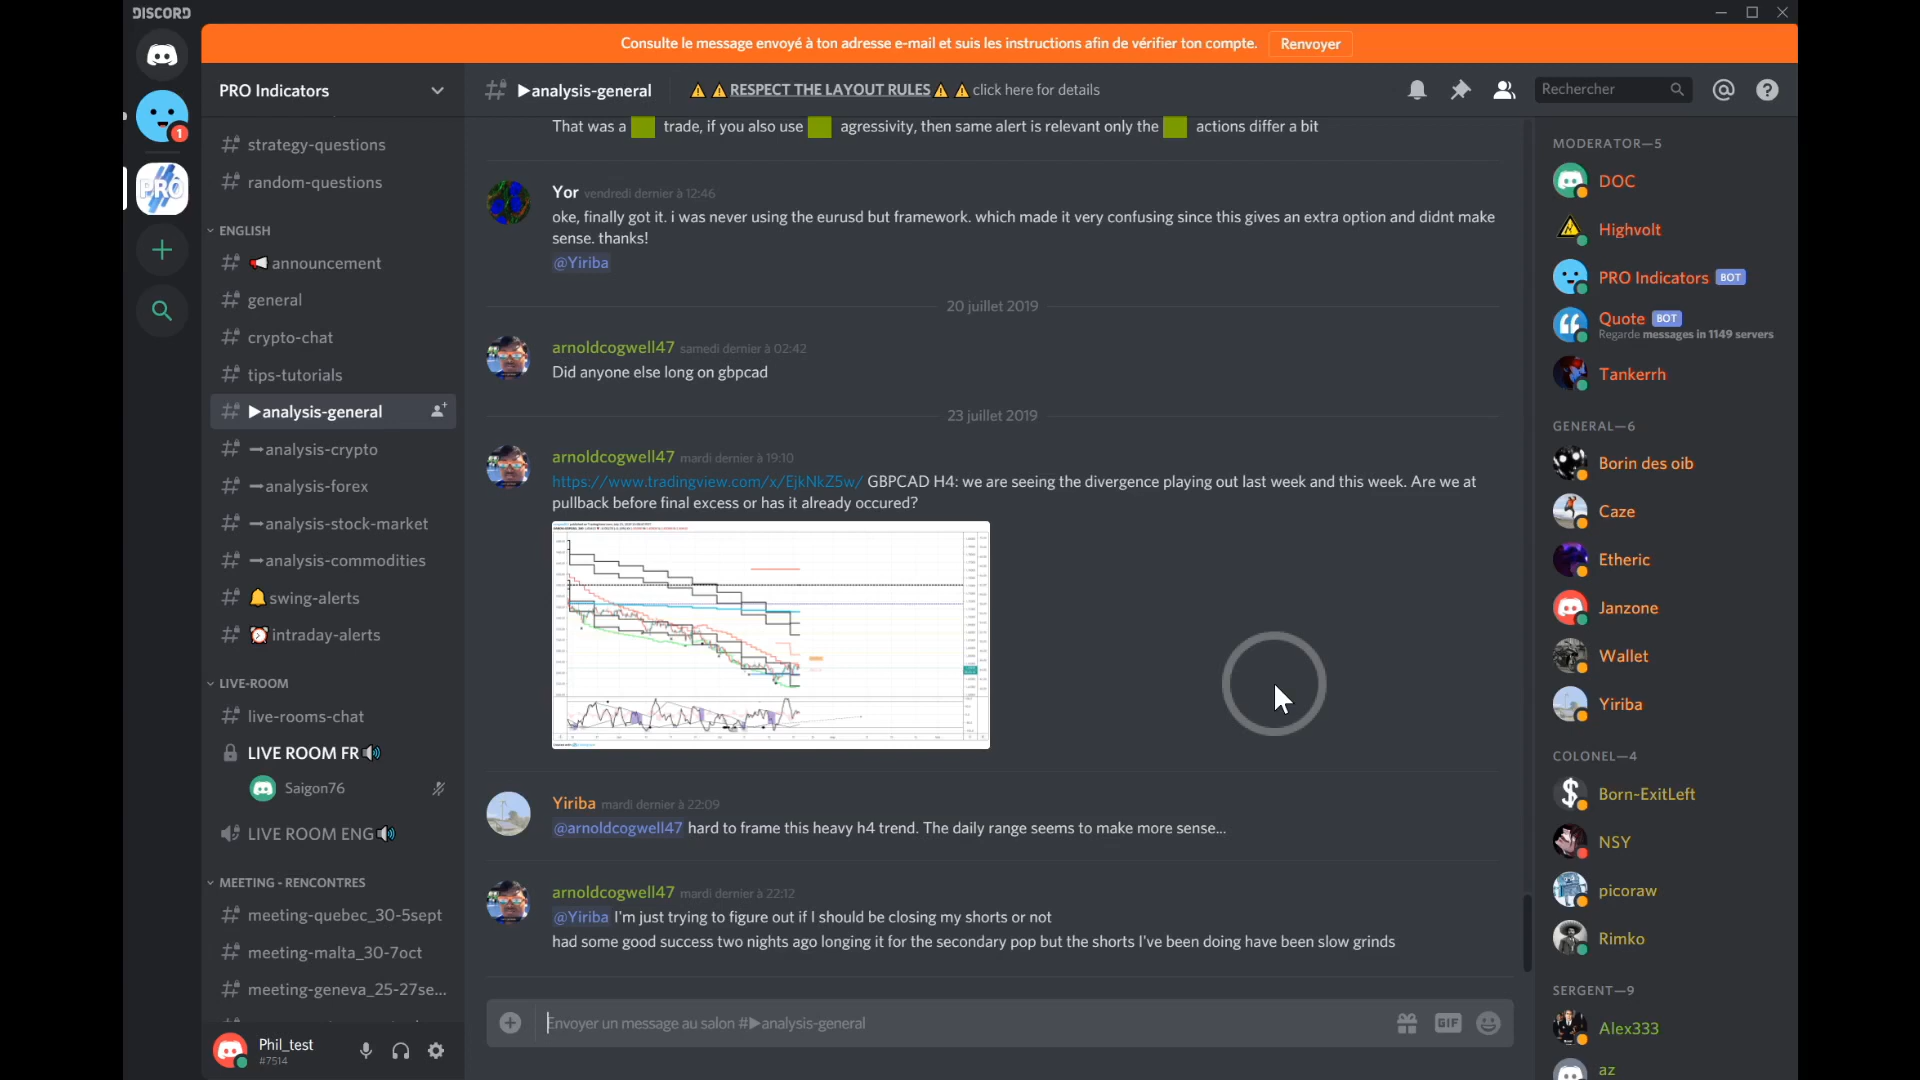 DISCORD
Consulte le message envoyé à ton adresse e-mail et suis les instructions afin de vérifier ton compte. Renvoyer
PRO Indicators
▶analysis-general
RESPECT THE LAYOUT RULES click here for details
Rechercher
1
PRO
strategy-questions
random-questions
ENGLISH
announcement
general
crypto-chat
tips-tutorials
▶analysis-general
➞analysis-crypto
➞analysis-forex
➞analysis-stock-market
➞analysis-commodities
swing-alerts
intraday-alerts
LIVE-ROOM
live-rooms-chat
LIVE ROOM FR
Saigon76
LIVE ROOM ENG
MEETING - RENCONTRES
meeting-quebec_30-5sept
meeting-malta_30-7oct
meeting-geneva_25-27se...
Phil_test
#7514
That was a trade, if you also use agressivity, then same alert is relevant only the actions differ a bit
Yor vendredi dernier à 12:46
oke, finally got it. i was never using the eurusd but framework. which made it very confusing since this gives an extra option and didnt make
sense. thanks!
@Yiriba
20 juillet 2019
arnoldcogwell47 samedi dernier à 02:42
Did anyone else long on gbpcad
23 juillet 2019
arnoldcogwell47 mardi dernier à 19:10
https://www.tradingview.com/x/EjkNkZ5w/ GBPCAD H4: we are seeing the divergence playing out last week and this week. Are we at
pullback before final excess or has it already occured?
Yiriba mardi dernier à 22:09
@arnoldcogwell47 hard to frame this heavy h4 trend. The daily range seems to make more sense...
arnoldcogwell47 mardi dernier à 22:12
@Yiriba I'm just trying to figure out if I should be closing my shorts or not
had some good success two nights ago longing it for the secondary pop but the shorts I've been doing have been slow grinds
Envoyer un message au salon #▶analysis-general
GIF
MODERATOR—5
DOC
Highvolt
PRO Indicators BOT
Quote BOT
Regarde messages in 1149 servers
Tankerrh
GENERAL—6
Borin des oib
Caze
Etheric
Janzone
Wallet
Yiriba
COLONEL—4
Born-ExitLeft
NSY
picoraw
Rimko
SERGENT—9
Alex333
az